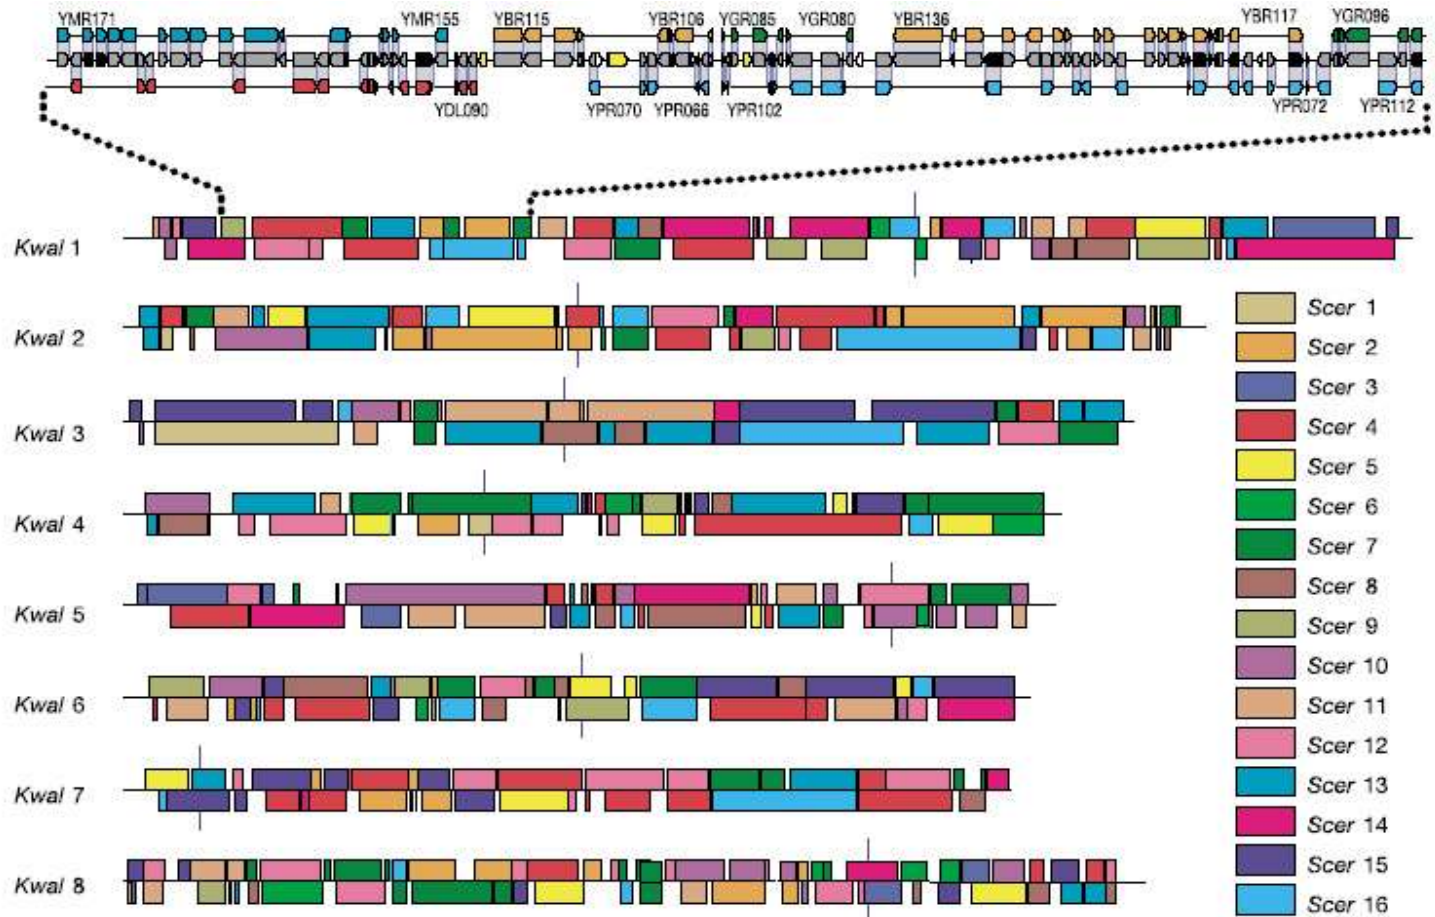 YMR171 YMR155 YBR115 YBR106 YGR085 YGR080 YBR136 YBR117 YGR096
YDL090 YPR070 YPR066 YPR102 YPR072 YPR112
Kwal 1
Kwal 2
Kwal 3
Kwal 4
Kwal 5
Kwal 6
Kwal 7
Kwal 8
Scer 1
Scer 2
Scer 3
Scer 4
Scer 5
Scer 6
Scer 7
Scer 8
Scer 9
Scer 10
Scer 11
Scer 12
Scer 13
Scer 14
Scer 15
Scer 16